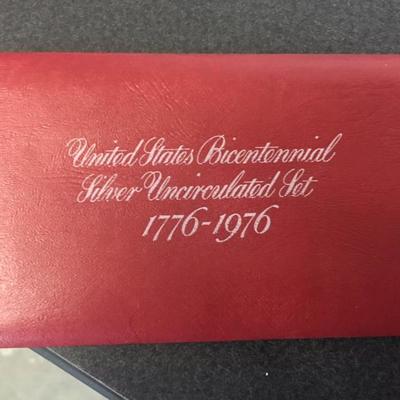 United States Bicentennial
Silver Uncirculated Set
1776-1976